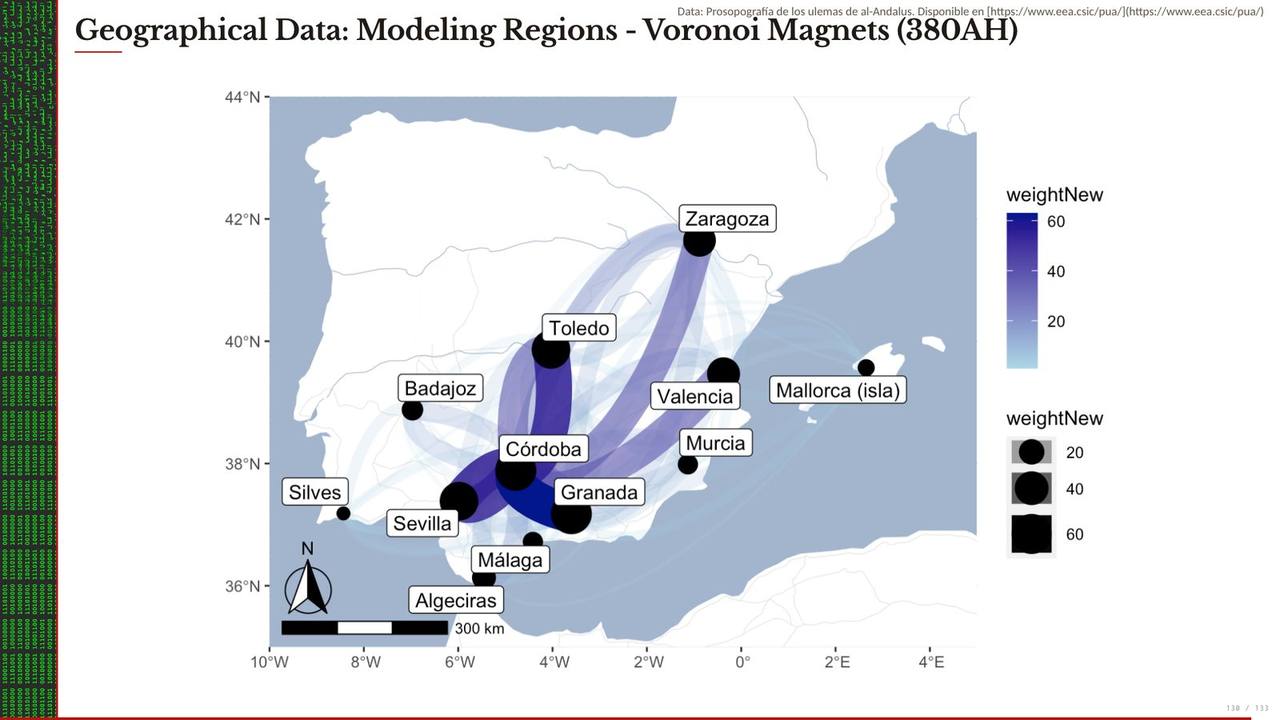 Data: Prosopografía de los ulemas de al-Andalus. Disponible en [https://www.eea.csic/pua/](https://www.eea.csic/pua/)
Geographical Data: Modeling Regions - Voronoi Magnets (380AH)
44°N
42°N
40°N
38°N
36°N
10°W
8°W
6°W
4°W
2°W
0°
2°E
4°E
Zaragoza
Toledo
Badajoz
Valencia
Mallorca (isla)
Córdoba
Murcia
Silves
Granada
Sevilla
Málaga
Algeciras
N
300 km
weightNew
60
40
20
weightNew
20
40
60
130 / 133